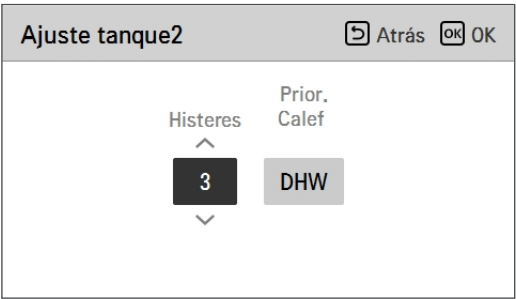 Ajuste tanque2 Atrás OK OK
Histeres
Prior.
Calef
3
DHW